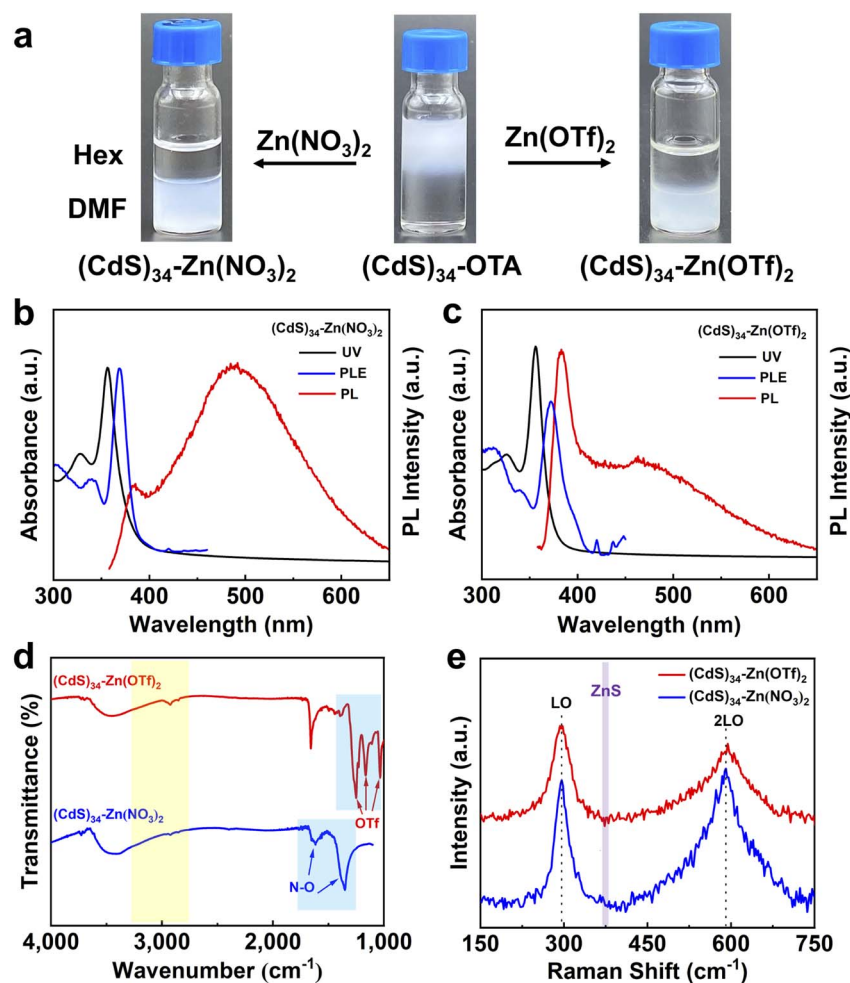 a
Hex
DMF
Zn(NO₃)₂
Zn(OTf)₂
(CdS)₃₄-Zn(NO₃)₂
(CdS)₃₄-OTA
(CdS)₃₄-Zn(OTf)₂
b
(CdS)₃₄-Zn(NO₃)₂
UV
PLE
PL
Absorbance (a.u.)
PL Intensity (a.u.)
300 400 500 600
Wavelength (nm)
c
(CdS)₃₄-Zn(OTf)₂
UV
PLE
PL
Absorbance (a.u.)
PL Intensity (a.u.)
300 400 500 600
Wavelength (nm)
d
(CdS)₃₄-Zn(OTf)₂
OTf
(CdS)₃₄-Zn(NO₃)₂
N-O
Transmittance (%)
4,000 3,000 2,000 1,000
Wavenumber (cm⁻¹)
e
(CdS)₃₄-Zn(OTf)₂
(CdS)₃₄-Zn(NO₃)₂
ZnS
LO
2LO
Intensity (a.u.)
150 300 450 600 750
Raman Shift (cm⁻¹)